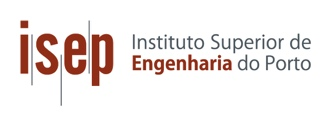 isep
Instituto Superior de
Engenharia do Porto